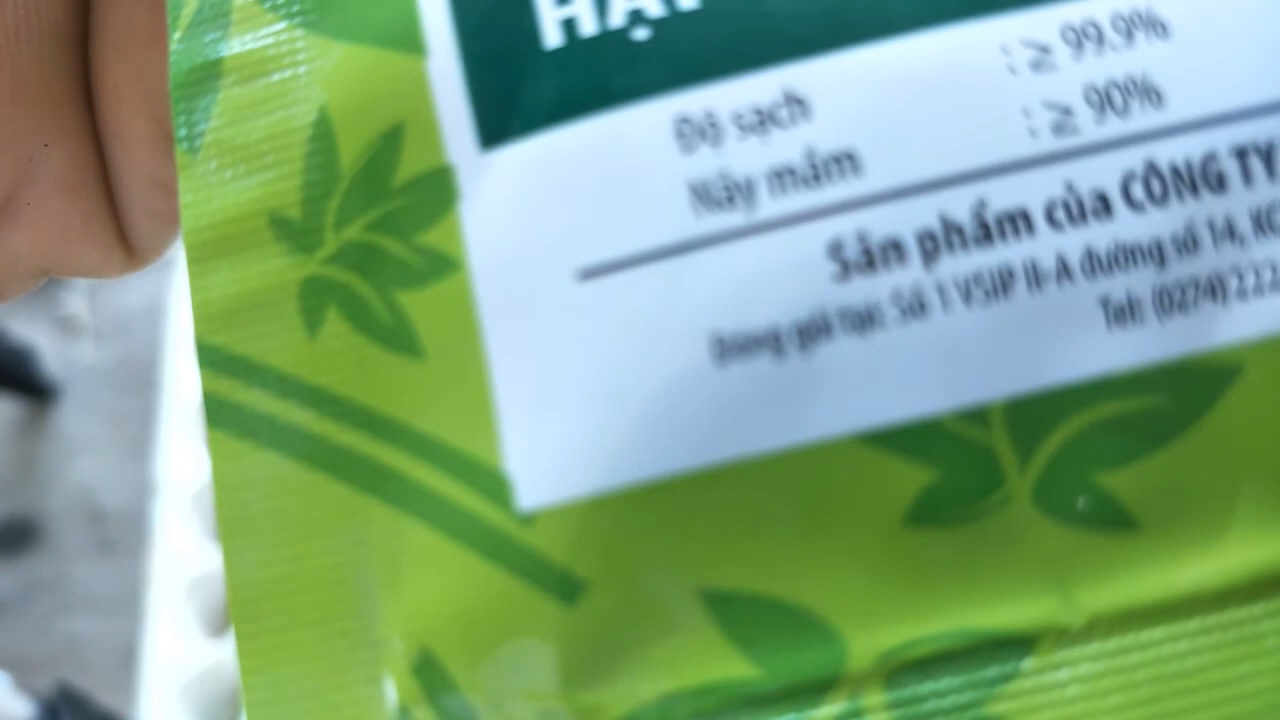 HẠT
Độ sạch : ≥ 99.9%
Nảy mầm : ≥ 90%
Sản phẩm của CÔNG TY
Đóng gói tại: Số 1 VSIP II-A đường số 14, KC
Tel: (0274) 222